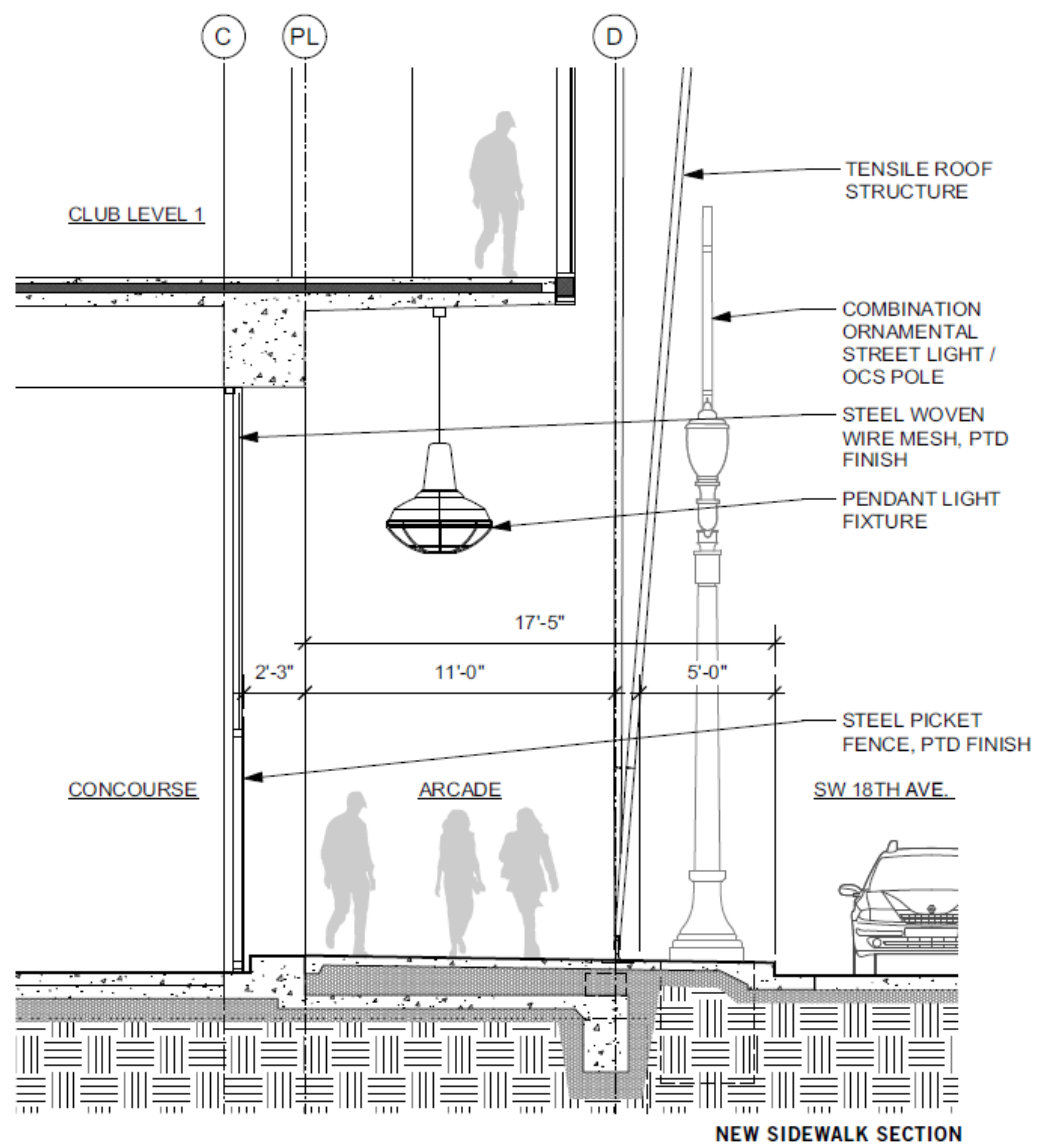 C
PL
D
TENSILE ROOF
STRUCTURE
CLUB LEVEL 1
COMBINATION
ORNAMENTAL
STREET LIGHT /
OCS POLE
STEEL WOVEN
WIRE MESH, PTD
FINISH
PENDANT LIGHT
FIXTURE
17'-5"
2'-3"
11'-0"
5'-0"
STEEL PICKET
FENCE, PTD FINISH
CONCOURSE
ARCADE
SW 18TH AVE.
NEW SIDEWALK SECTION